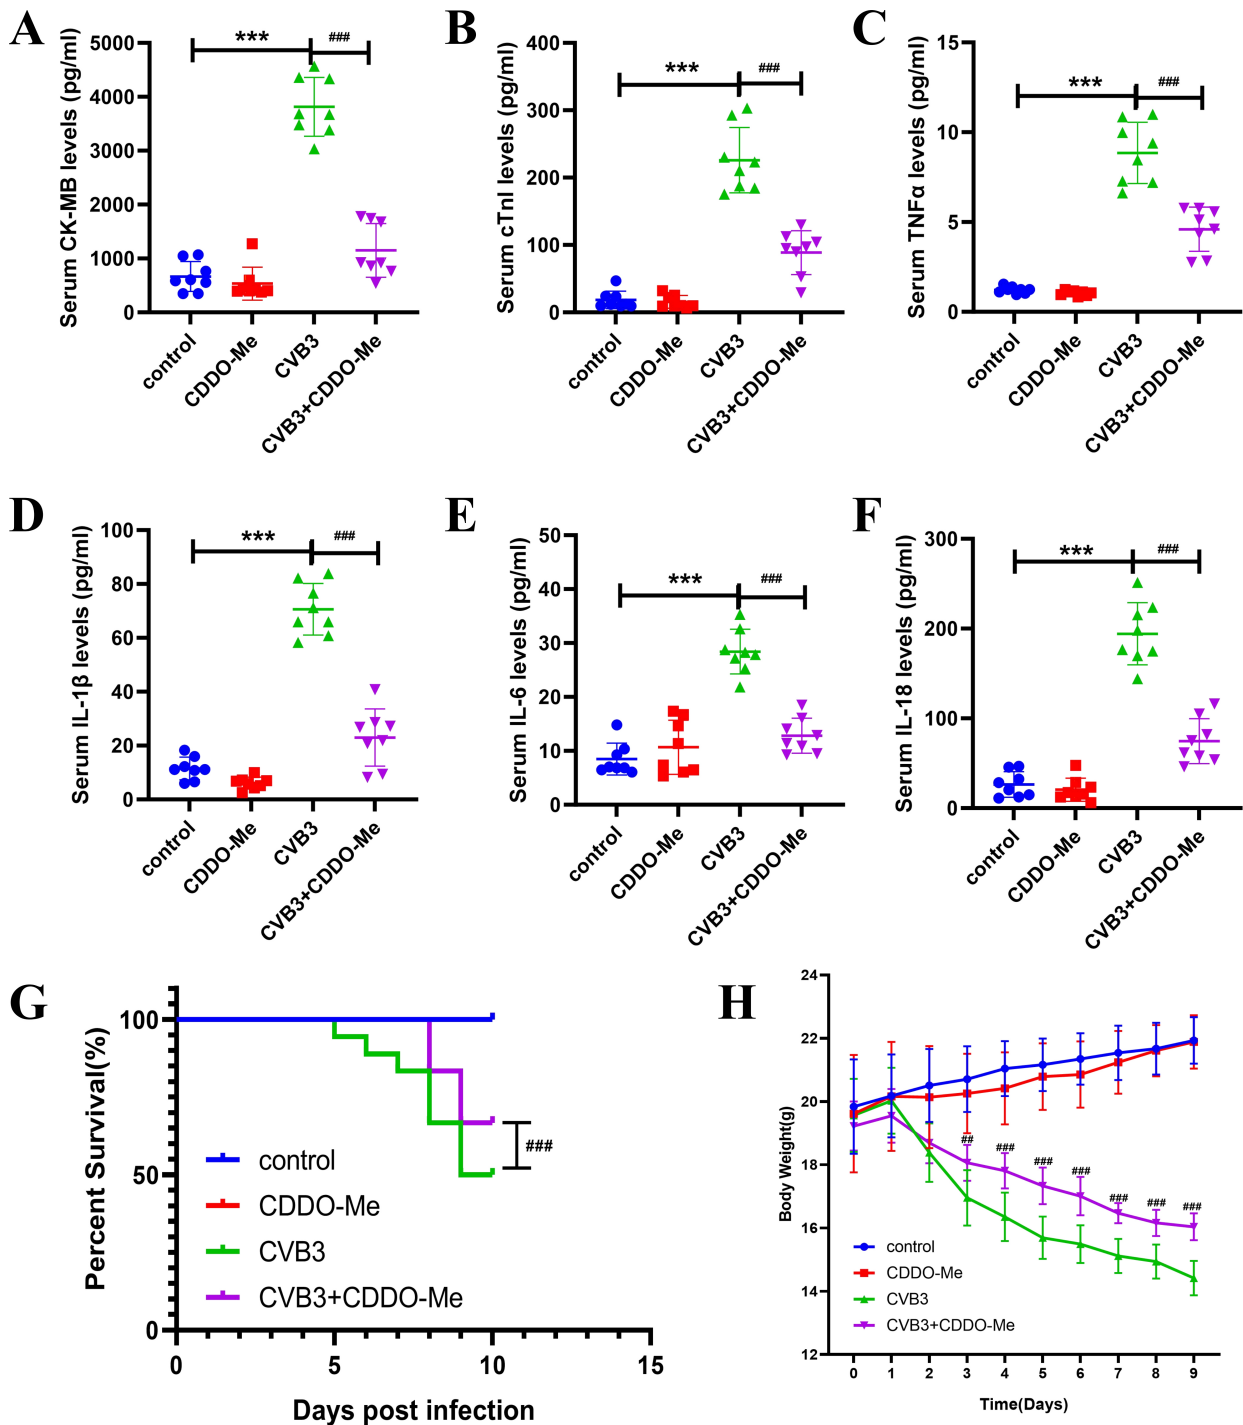 A
Serum CK-MB levels (pg/ml)
5000
4000
3000
2000
1000
0
***
###
control
CDDO-Me
CVB3
CVB3+CDDO-Me
B
Serum cTnI levels (pg/ml)
400
300
200
100
0
***
###
control
CDDO-Me
CVB3
CVB3+CDDO-Me
C
Serum TNFα levels (pg/ml)
15
10
5
0
***
###
control
CDDO-Me
CVB3
CVB3+CDDO-Me
D
Serum IL-1β levels (pg/ml)
100
80
60
40
20
0
***
###
control
CDDO-Me
CVB3
CVB3+CDDO-Me
E
Serum IL-6 levels (pg/ml)
50
40
30
20
10
0
***
###
control
CDDO-Me
CVB3
CVB3+CDDO-Me
F
Serum IL-18 levels (pg/ml)
300
200
100
0
***
###
control
CDDO-Me
CVB3
CVB3+CDDO-Me
G
Percent Survival(%)
100
50
0
###
control
CDDO-Me
CVB3
CVB3+CDDO-Me
0 5 10 15
Days post infection
H
Body Weight(g)
24
22
20
18
16
14
12
## ### ### ### ### ### ###
control
CDDO-Me
CVB3
CVB3+CDDO-Me
0 1 2 3 4 5 6 7 8 9
Time(Days)